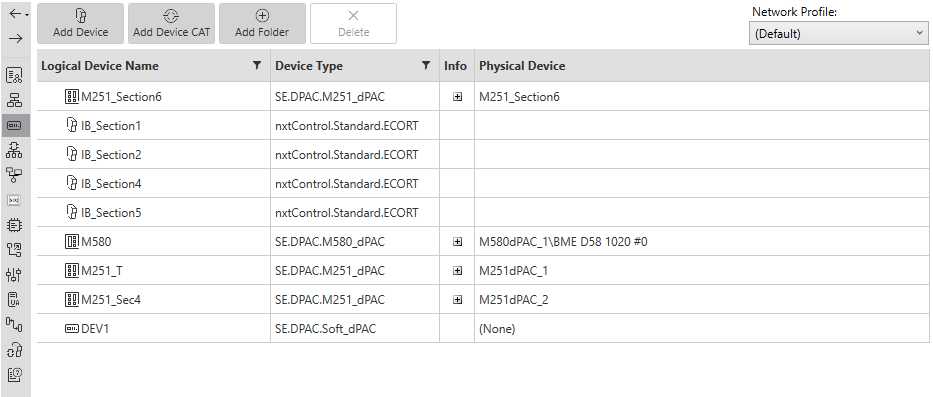 Network Profile:
Add Device Add Device CAT Add Folder Delete (Default)
Logical Device Name Device Type Info Physical Device
M251_Section6 SE.DPAC.M251_dPAC M251_Section6
IB_Section1 nxtControl.Standard.ECORT
IB_Section2 nxtControl.Standard.ECORT
IB_Section4 nxtControl.Standard.ECORT
IB_Section5 nxtControl.Standard.ECORT
M580 SE.DPAC.M580_dPAC M580dPAC_1\BME D58 1020 #0
M251_T SE.DPAC.M251_dPAC M251dPAC_1
M251_Sec4 SE.DPAC.M251_dPAC M251dPAC_2
DEV1 SE.DPAC.Soft_dPAC (None)